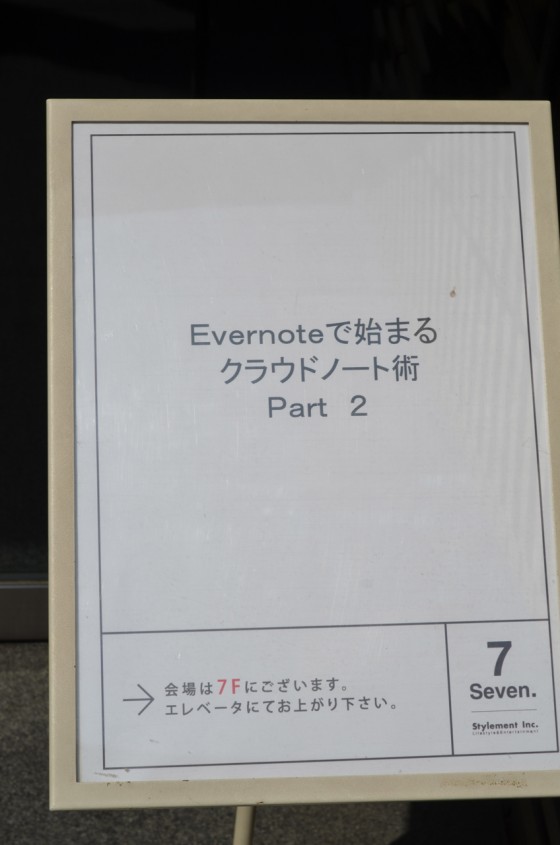 Evernoteで始まる
クラウドノート術
Part 2
→ 会場は7Fにございます。
エレベータにてお上がり下さい。
7
Seven.
Stylement Inc.